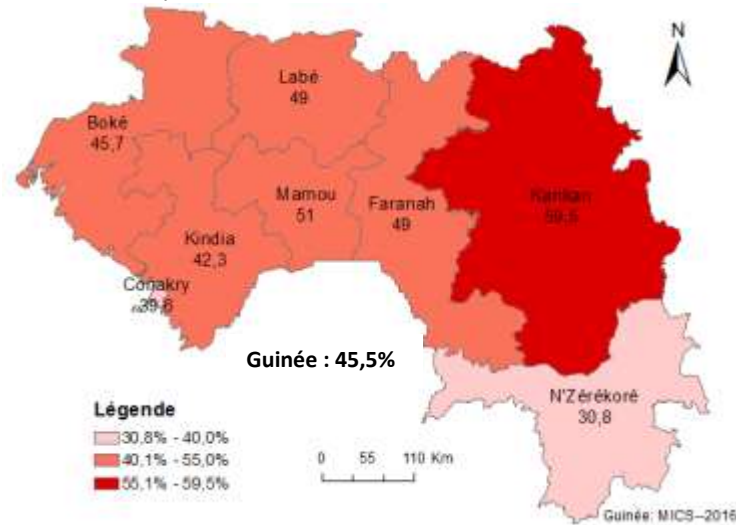 N
Labé
49
Boké
45,7
Mamou
51
Faranah
49
Kankan
59,5
Kindia
42,3
Conakry
39,6
Guinée : 45,5%
N'Zérékoré
30,8
Légende
30,8% - 40,0%
40,1% - 55,0%
55,1% - 59,5%
0 55 110 Km
Guinée: MICS-2016